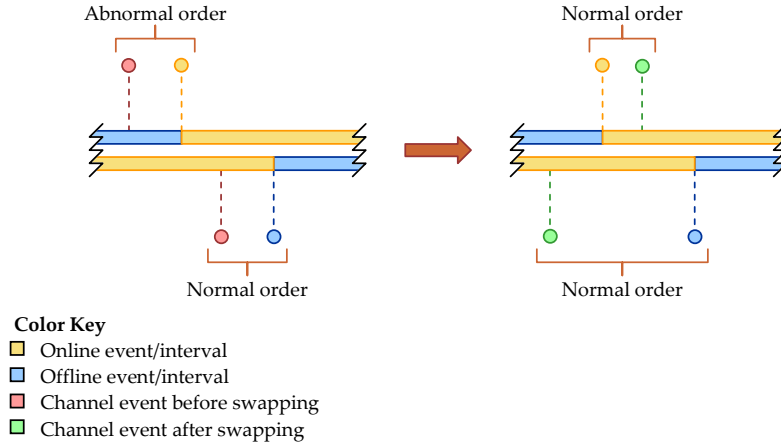 Abnormal order
Normal order
Normal order
Normal order
Color Key
Online event/interval
Offline event/interval
Channel event before swapping
Channel event after swapping